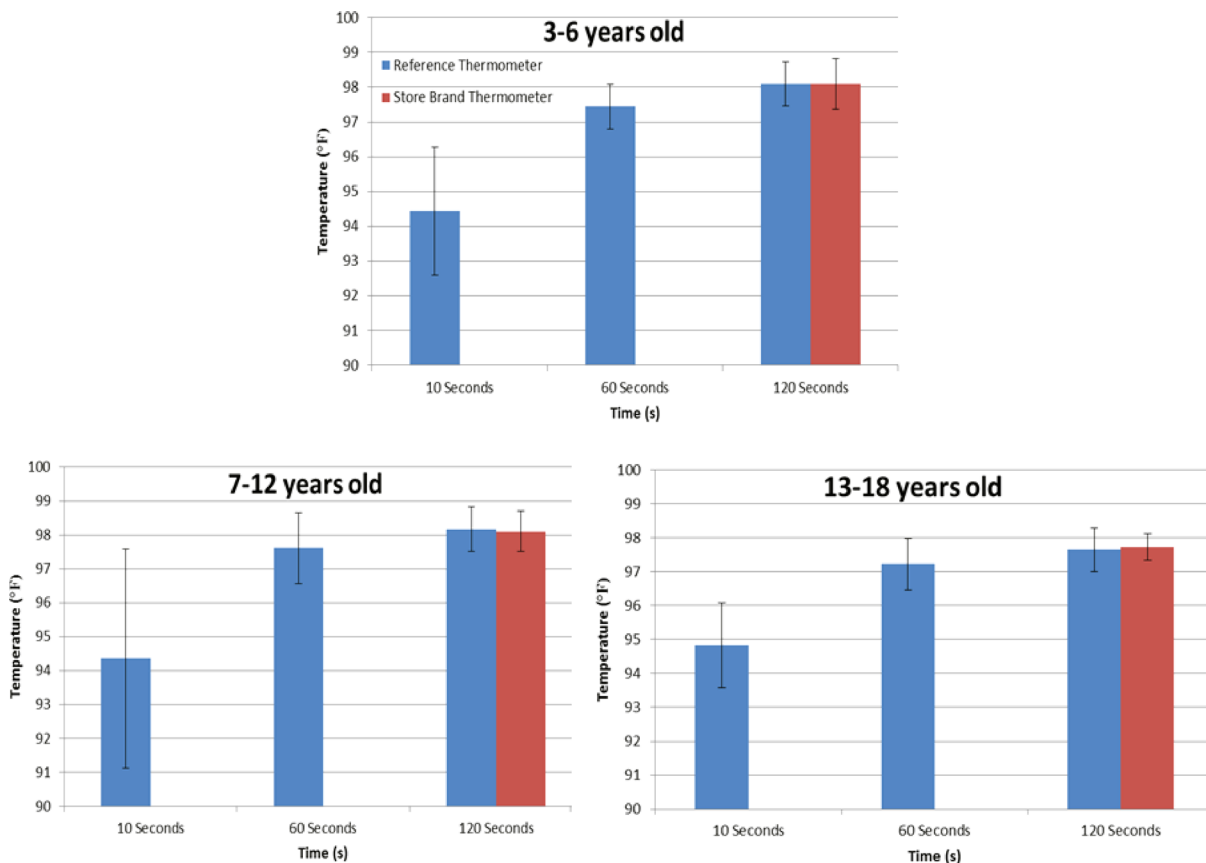 3-6 years old
Reference Thermometer
Store Brand Thermometer
Temperature (°F)
100
99
98
97
96
95
94
93
92
91
90
10 Seconds 60 Seconds 120 Seconds
Time (s)
7-12 years old
Temperature (°F)
100
99
98
97
96
95
94
93
92
91
90
10 Seconds 60 Seconds 120 Seconds
Time (s)
13-18 years old
Temperature (°F)
100
99
98
97
96
95
94
93
92
91
90
10 Seconds 60 Seconds 120 Seconds
Time (s)